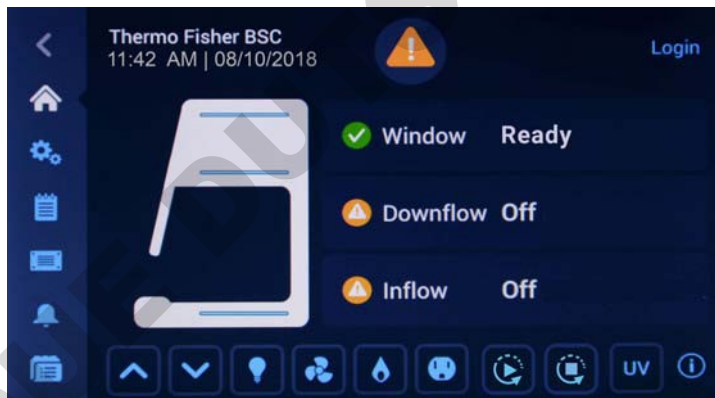 Thermo Fisher BSC
11:42 AM | 08/10/2018
Login
Window Ready
Downflow Off
Inflow Off
UV